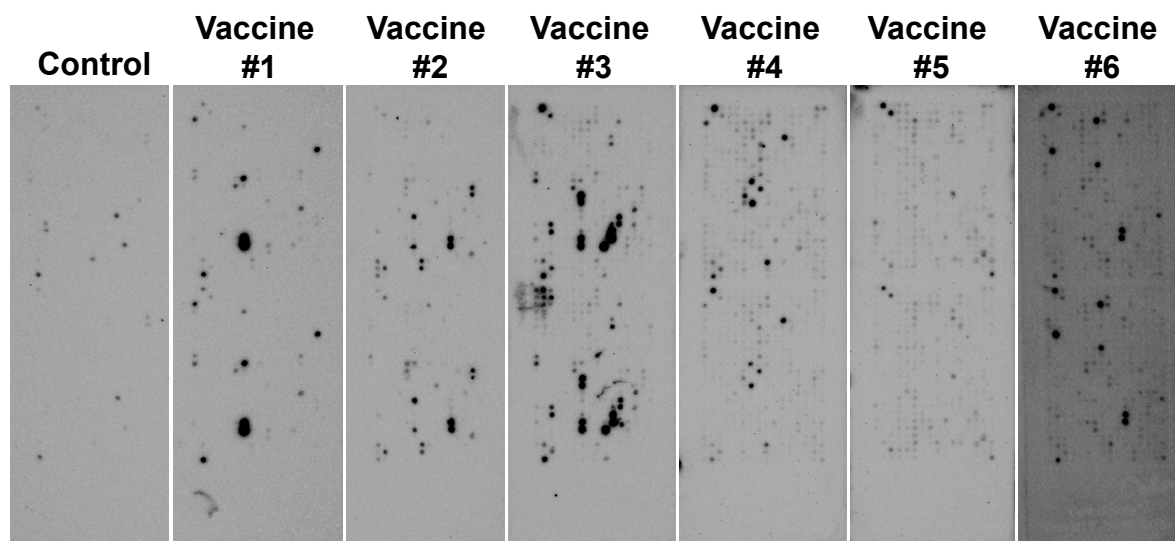 Control
Vaccine #1
Vaccine #2
Vaccine #3
Vaccine #4
Vaccine #5
Vaccine #6